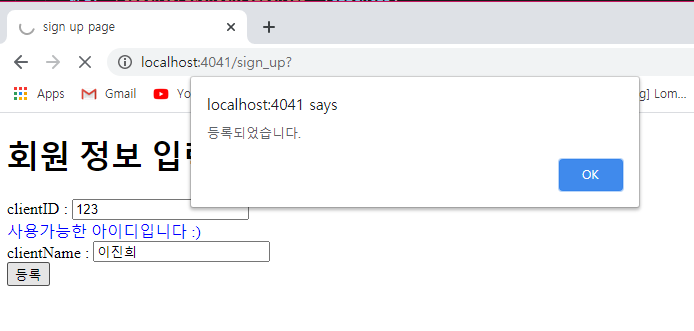 sign up page
localhost:4041/sign_up?
Apps
Gmail
Yo
g] Lom...
localhost:4041 says
등록되었습니다.
OK
회원 정보 입력
clientID : 123
사용가능한 아이디입니다 :)
clientName : 이진희
등록